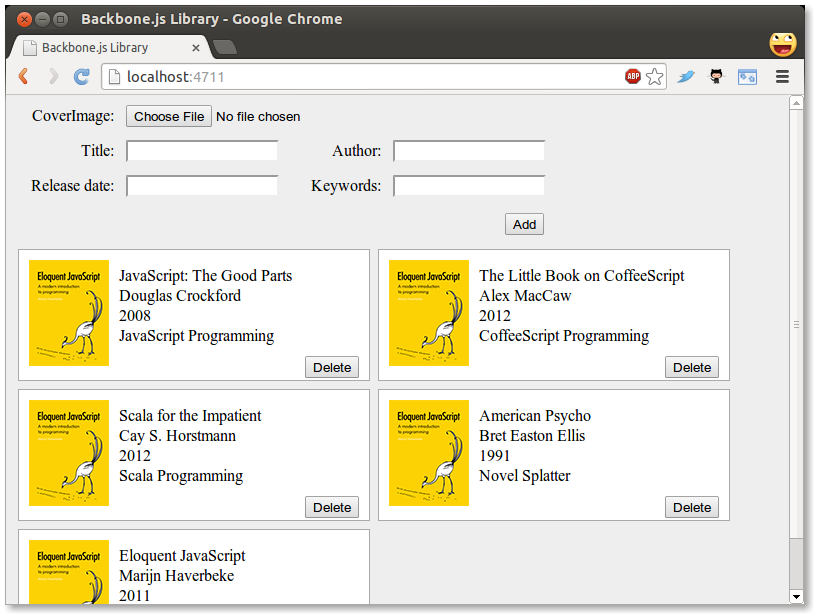 Backbone.js Library - Google Chrome
Backbone.js Library
localhost:4711
ABP
CoverImage: Choose File No file chosen
Title: Author:
Release date: Keywords:
Add
Eloquent JavaScript
A modern introduction
to programming
JavaScript: The Good Parts
Douglas Crockford
2008
JavaScript Programming
Delete
Eloquent JavaScript
A modern introduction
to programming
The Little Book on CoffeeScript
Alex MacCaw
2012
CoffeeScript Programming
Delete
Eloquent JavaScript
A modern introduction
to programming
Scala for the Impatient
Cay S. Horstmann
2012
Scala Programming
Delete
Eloquent JavaScript
A modern introduction
to programming
American Psycho
Bret Easton Ellis
1991
Novel Splatter
Delete
Eloquent JavaScript
A modern introduction
to programming
Eloquent JavaScript
Marijn Haverbeke
2011